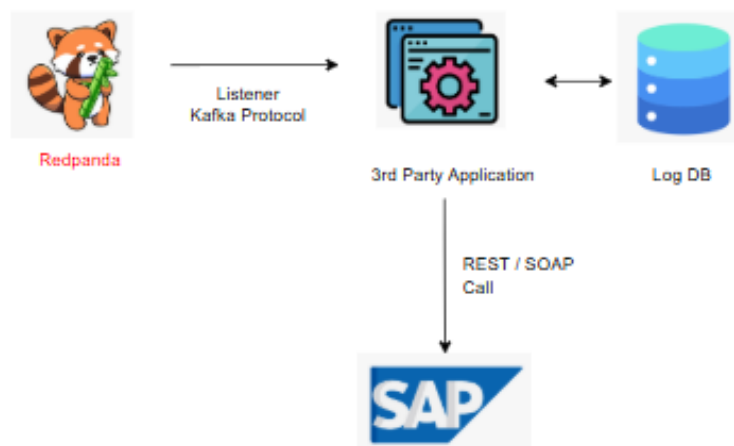 Listener
Kafka Protocol
Redpanda
3rd Party Application
Log DB
REST / SOAP
Call
SAP